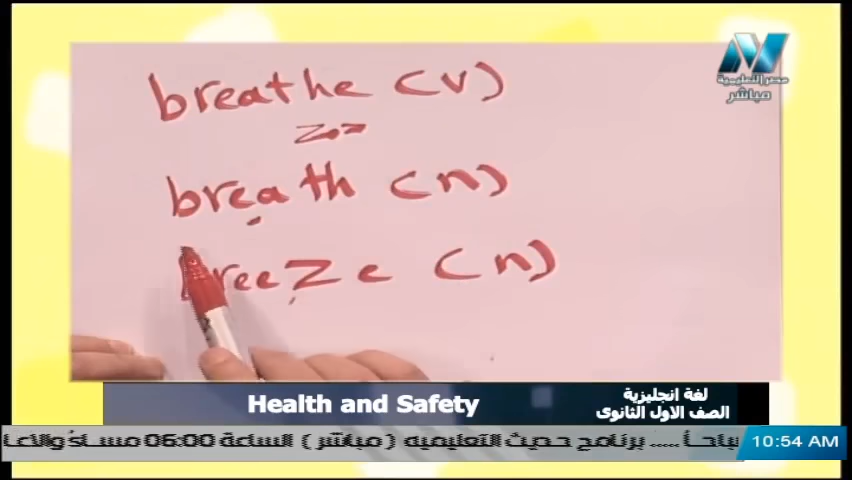 breathe (v)
breath (n)
breeze (n)
مصر التعليمية
مباشر
Health and Safety
لغة انجليزية
الصف الاول الثانوى
..... برنامج حديث التعليميه ( مباشر ) الساعة 06:00 مساءً
10:54 AM